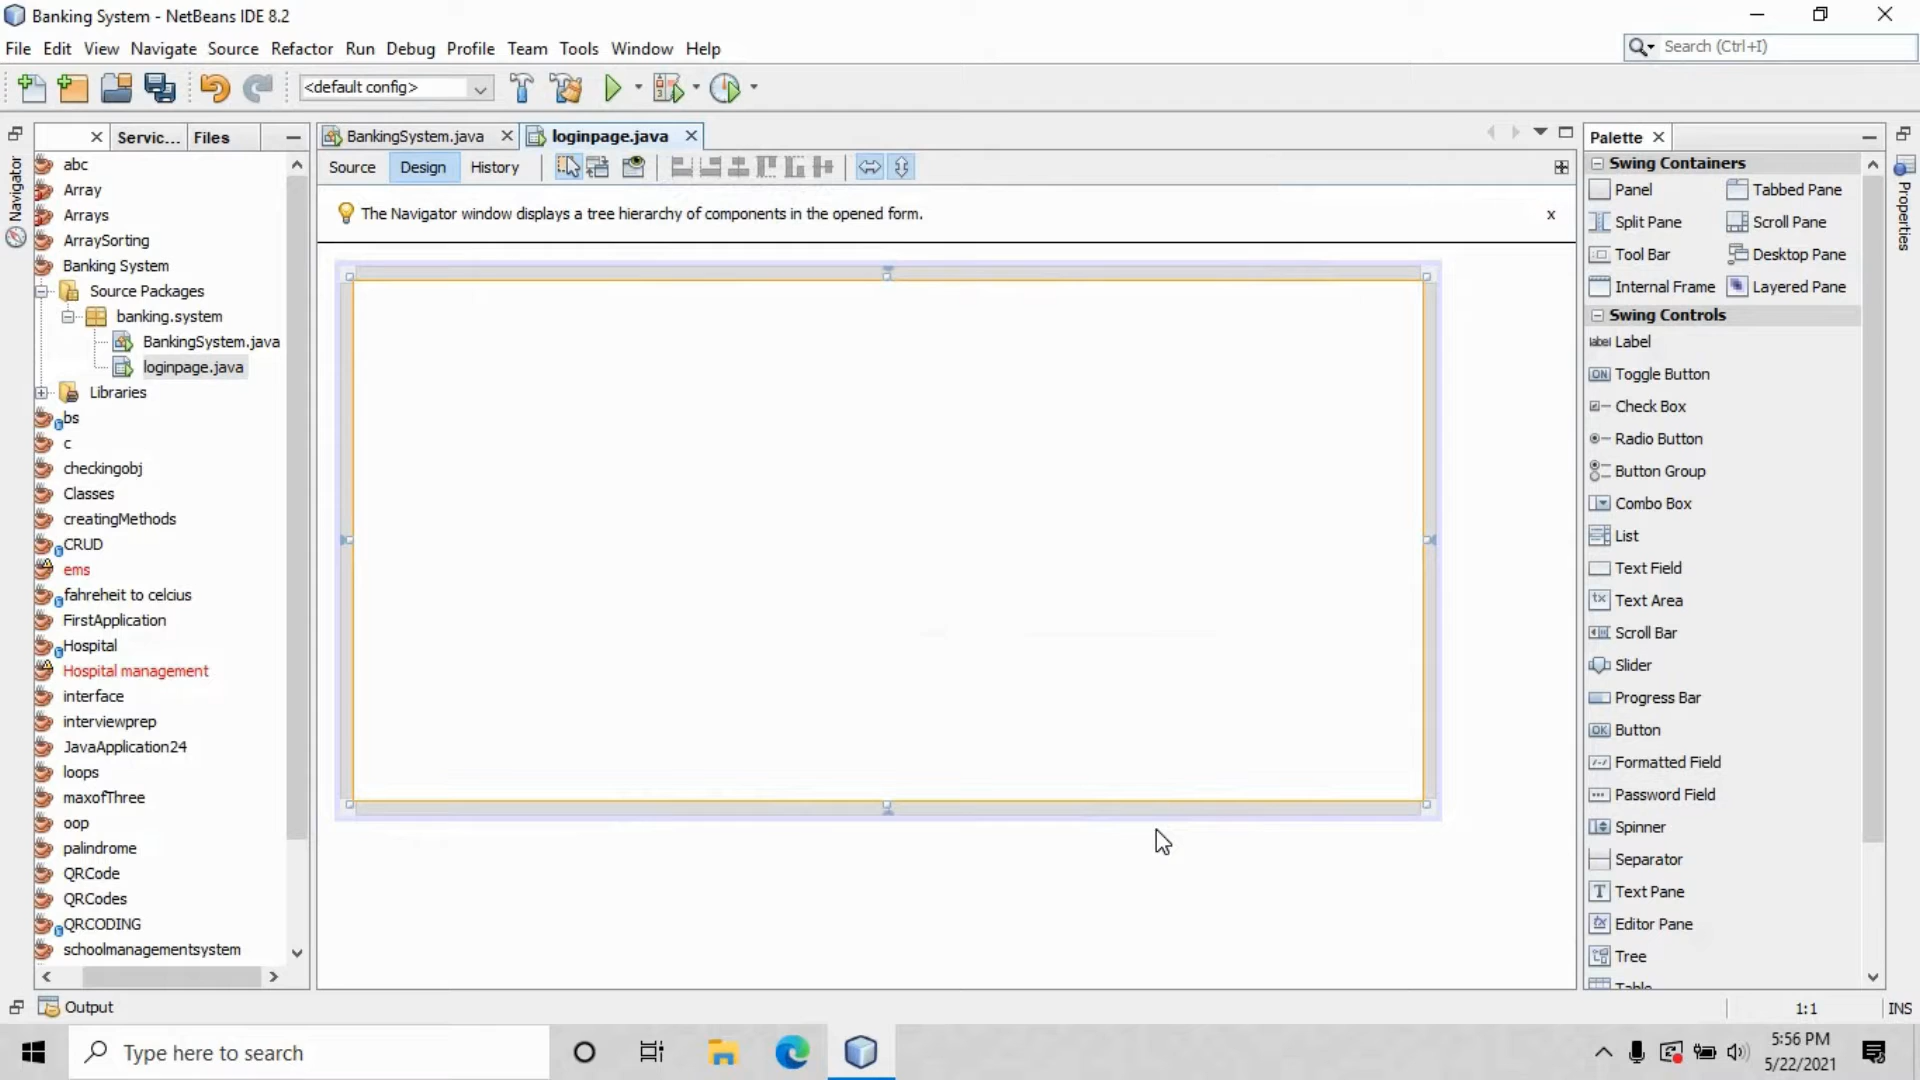 Banking System - NetBeans IDE 8.2
File Edit View Navigate Source Refactor Run Debug Profile Team Tools Window Help
Search (Ctrl+I)
<default config>
Servic... Files
BankingSystem.java
loginpage.java
Palette
Source Design History
The Navigator window displays a tree hierarchy of components in the opened form.
x
Navigator
abc
Array
Arrays
ArraySorting
Banking System
Source Packages
banking.system
BankingSystem.java
loginpage.java
Libraries
bs
c
checkingobj
Classes
creatingMethods
CRUD
ems
fahreheit to celcius
FirstApplication
Hospital
Hospital management
interface
interviewprep
JavaApplication24
loops
maxofThree
oop
palindrome
QRCode
QRCodes
QRCODING
schoolmanagementsystem
Swing Containers
Panel Tabbed Pane
Split Pane Scroll Pane
Tool Bar Desktop Pane
Internal Frame Layered Pane
Swing Controls
label Label
ON Toggle Button
Check Box
Radio Button
Button Group
Combo Box
List
Text Field
tx Text Area
Scroll Bar
Slider
Progress Bar
OK Button
Formatted Field
Password Field
Spinner
Separator
T Text Pane
tx Editor Pane
Tree
Table
Properties
Output
1:1 INS
Type here to search
5:56 PM
5/22/2021